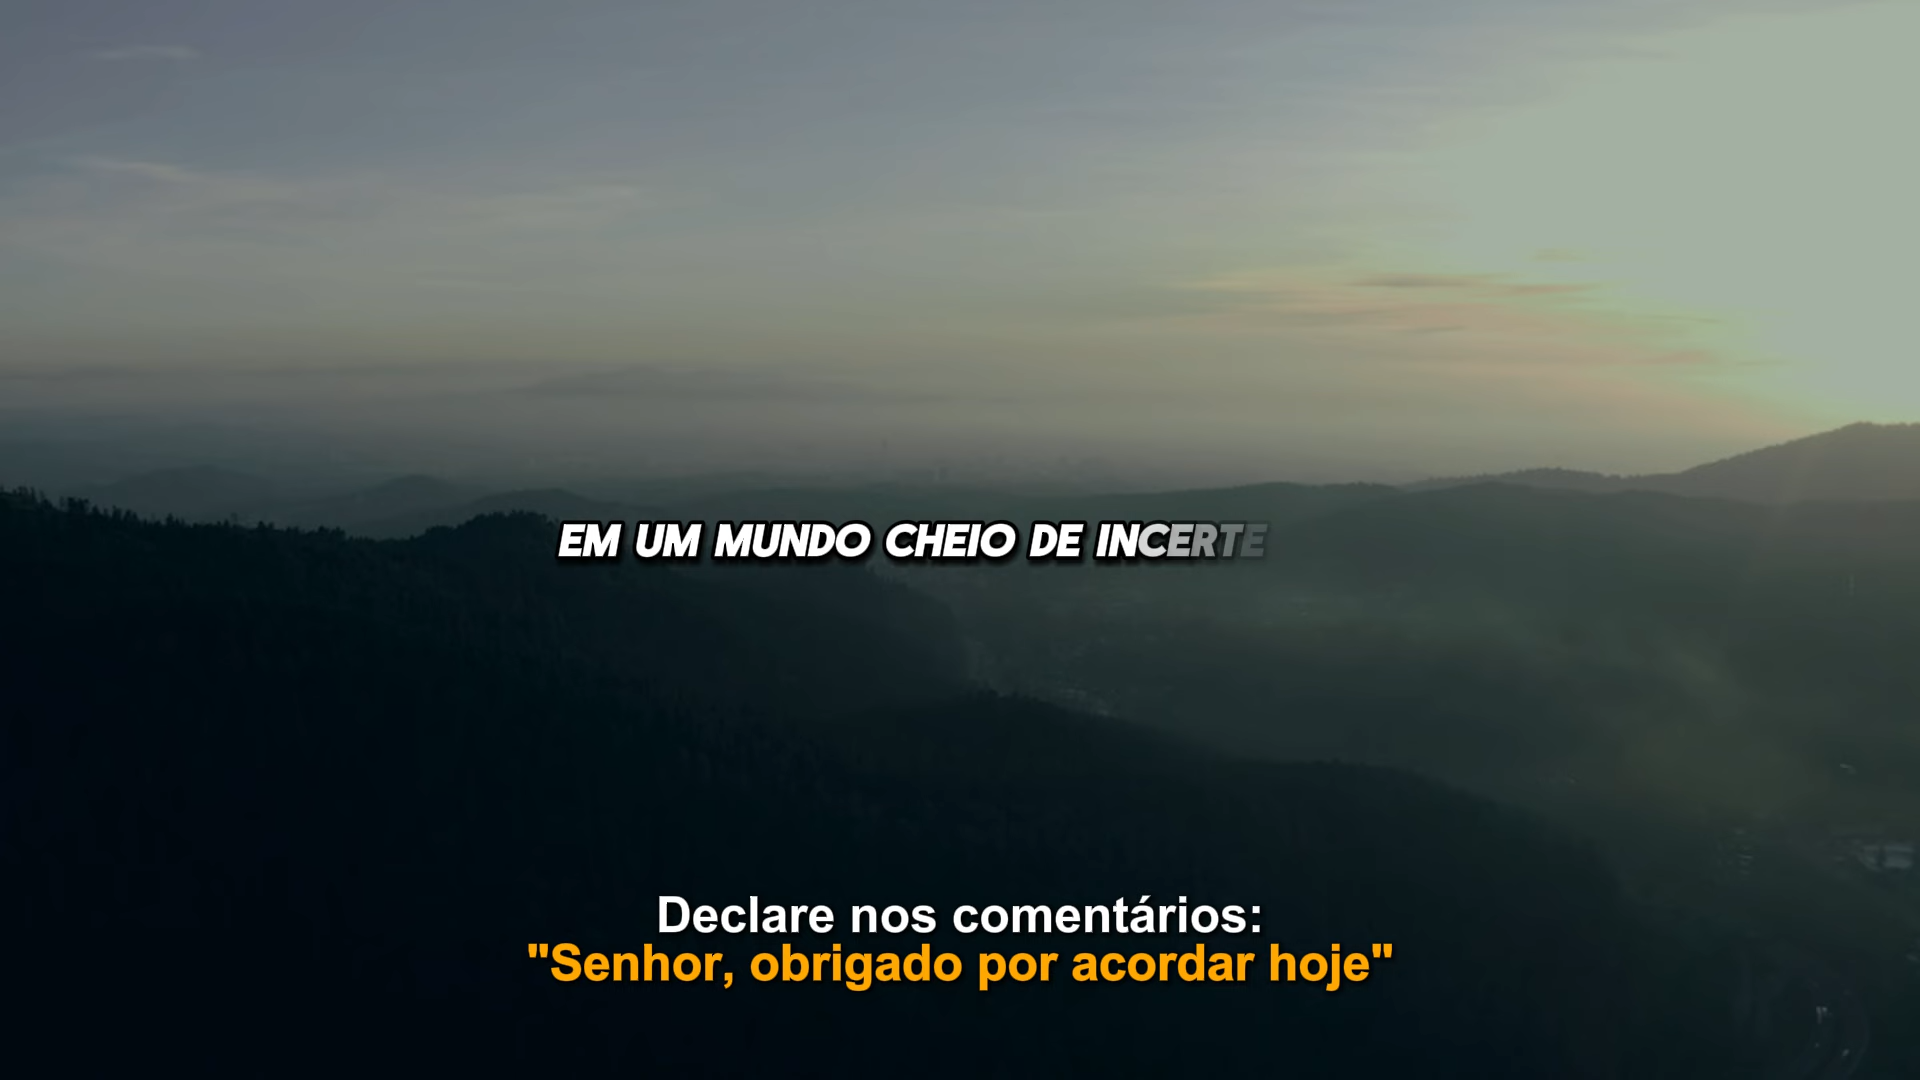 EM UM MUNDO CHEIO DE INCERTE
Declare nos comentários:
"Senhor, obrigado por acordar hoje"